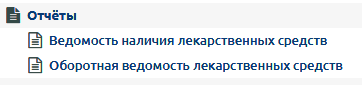 Отчёты
Ведомость наличия лекарственных средств
Оборотная ведомость лекарственных средств